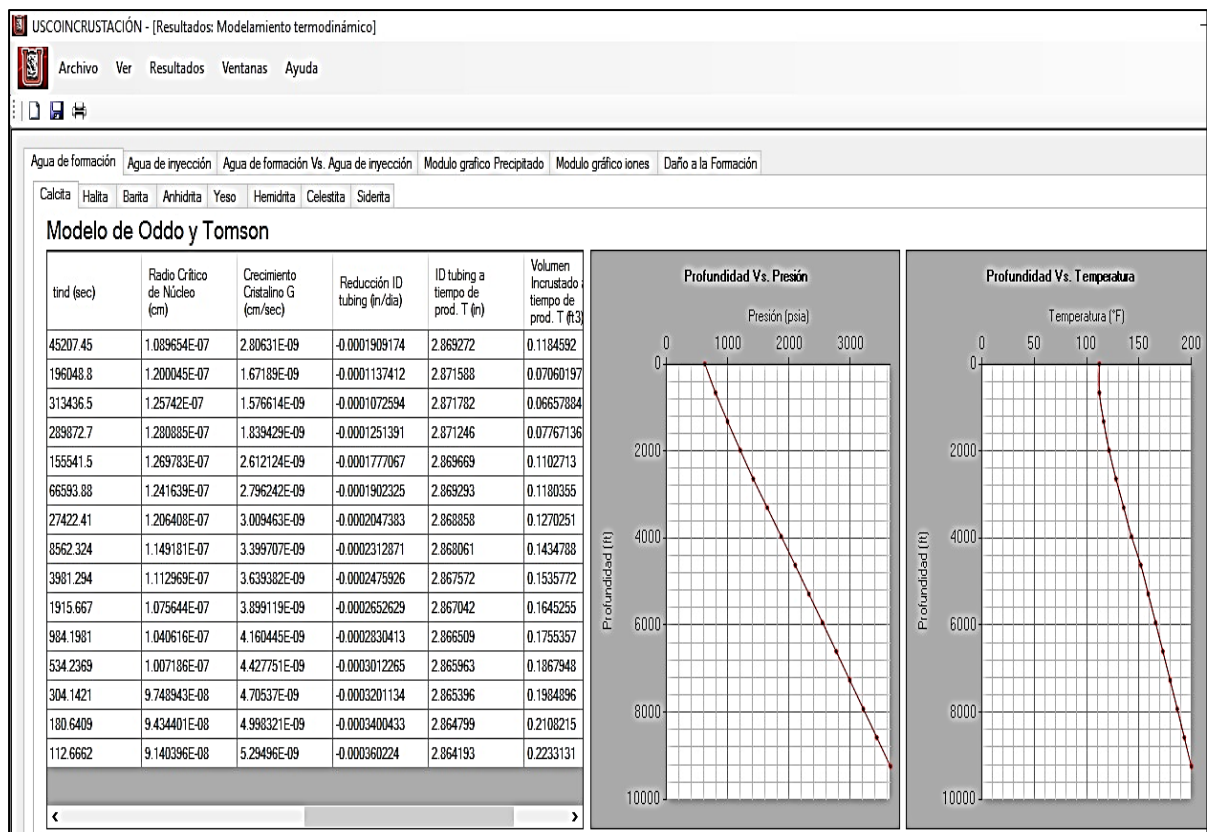 USCOINCRUSTACIÓN - [Resultados: Modelamiento termodinámico]
Archivo Ver Resultados Ventanas Ayuda
Agua de formación Agua de inyección Agua de formación Vs. Agua de inyección Modulo grafico Precipitado Modulo gráfico iones Daño a la Formación
Calcita Halita Barita Anhidrita Yeso Hemidrita Celestita Siderita
Modelo de Oddo y Tomson
tind (sec) Radio Crítico de Núcleo (cm) Crecimiento Cristalino G (cm/sec) Reducción ID tubing (in/dia) ID tubing a tiempo de prod. T (in) Volumen Incrustado a tiempo de prod. T (ft3)
45207.45 1.089654E-07 2.80631E-09 -0.0001909174 2.869272 0.1184592
196048.8 1.200045E-07 1.67189E-09 -0.0001137412 2.871588 0.07060197
313436.5 1.25742E-07 1.576614E-09 -0.0001072594 2.871782 0.06657884
289872.7 1.280885E-07 1.839429E-09 -0.0001251391 2.871246 0.07767136
155541.5 1.269783E-07 2.612124E-09 -0.0001777067 2.869669 0.1102713
66593.88 1.241639E-07 2.796242E-09 -0.0001902325 2.869293 0.1180355
27422.41 1.206408E-07 3.009463E-09 -0.0002047383 2.868858 0.1270251
8562.324 1.149181E-07 3.399707E-09 -0.0002312871 2.868061 0.1434788
3981.294 1.112969E-07 3.639382E-09 -0.0002475926 2.867572 0.1535772
1915.667 1.075644E-07 3.899119E-09 -0.0002652629 2.867042 0.1645255
984.1981 1.040616E-07 4.160445E-09 -0.0002830413 2.866509 0.1755357
534.2369 1.007186E-07 4.427751E-09 -0.0003012265 2.865963 0.1867948
304.1421 9.748943E-08 4.70537E-09 -0.0003201134 2.865396 0.1984896
180.6409 9.434401E-08 4.998321E-09 -0.0003400433 2.864799 0.2108215
112.6662 9.140396E-08 5.29496E-09 -0.000360224 2.864193 0.2233131
Profundidad Vs. Presión
Presión (psia)
0 1000 2000 3000
0
2000
4000
6000
8000
10000
Profundidad (ft)
Profundidad Vs. Temperatura
Temperatura (°F)
0 50 100 150 200
0
2000
4000
6000
8000
10000
Profundidad (ft)